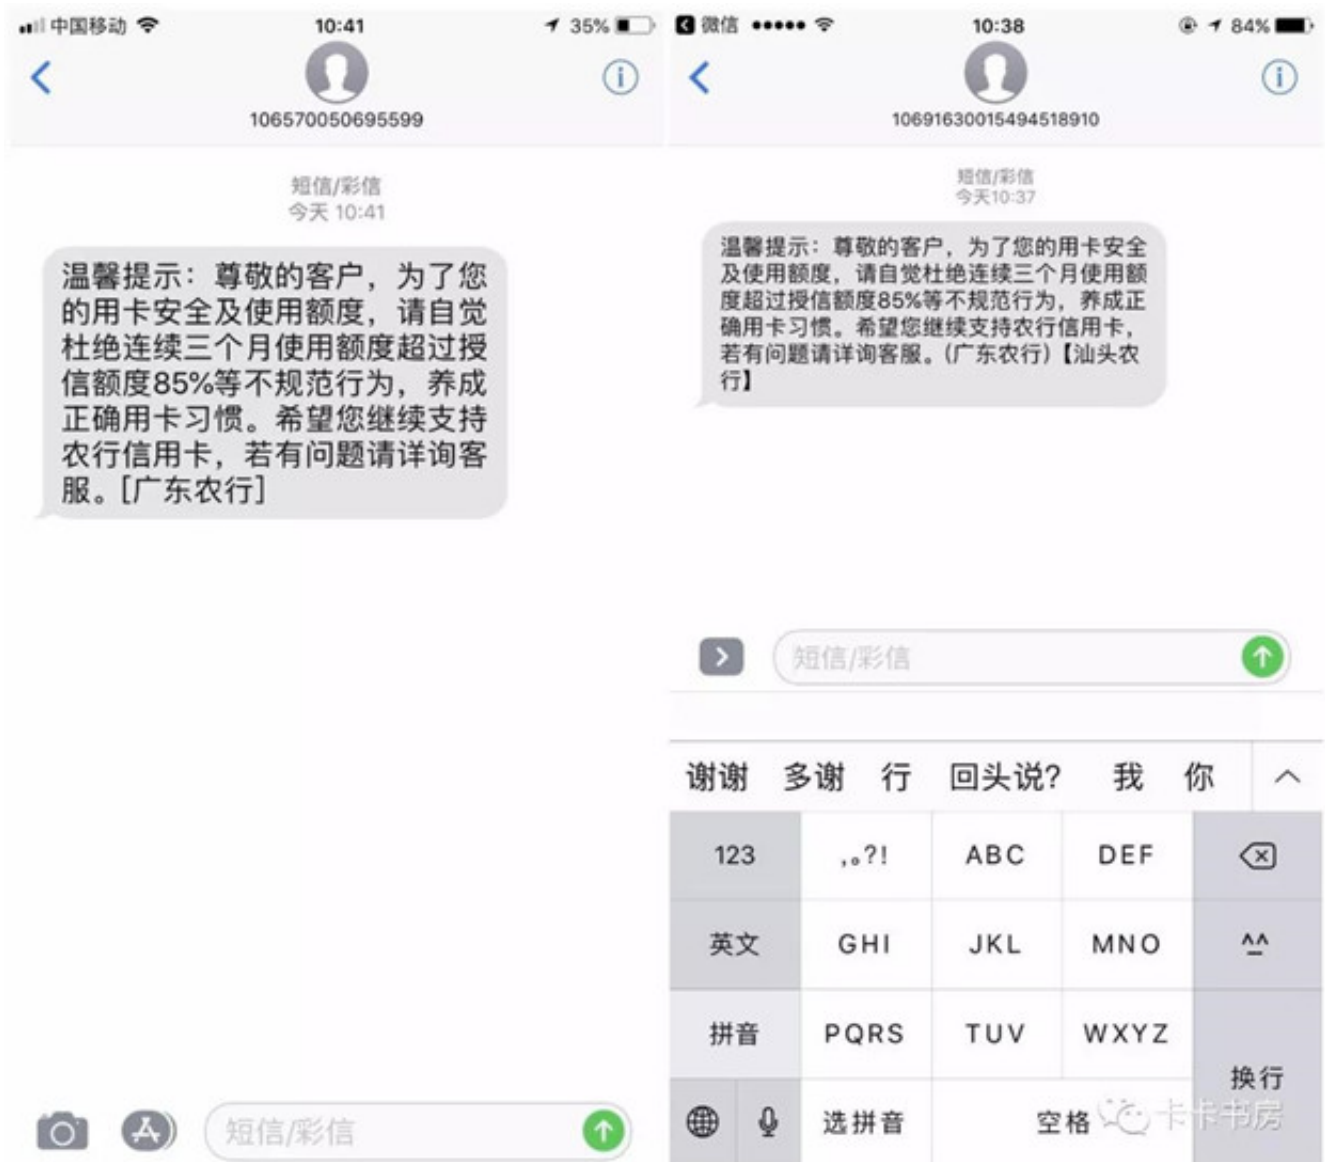 中国移动
10:41
35%
106570050695599
短信/彩信
今天 10:41
温馨提示：尊敬的客户，为了您
的用卡安全及使用额度，请自觉
杜绝连续三个月使用额度超过授
信额度85%等不规范行为，养成
正确用卡习惯。希望您继续支持
农行信用卡，若有问题请详询客
服。[广东农行]
短信/彩信
微信
10:38
84%
10691630015494518910
短信/彩信
今天10:37
温馨提示：尊敬的客户，为了您的用卡安全
及使用额度，请自觉杜绝连续三个月使用额
度超过授信额度85%等不规范行为，养成正
确用卡习惯。希望您继续支持农行信用卡，
若有问题请详询客服。(广东农行)【汕头农
行】
短信/彩信
谢谢 多谢 行 回头说? 我 你
123 ,。?! ABC DEF
英文 GHI JKL MNO ^^
拼音 PQRS TUV WXYZ
换行
选拼音 空格
卡卡书房